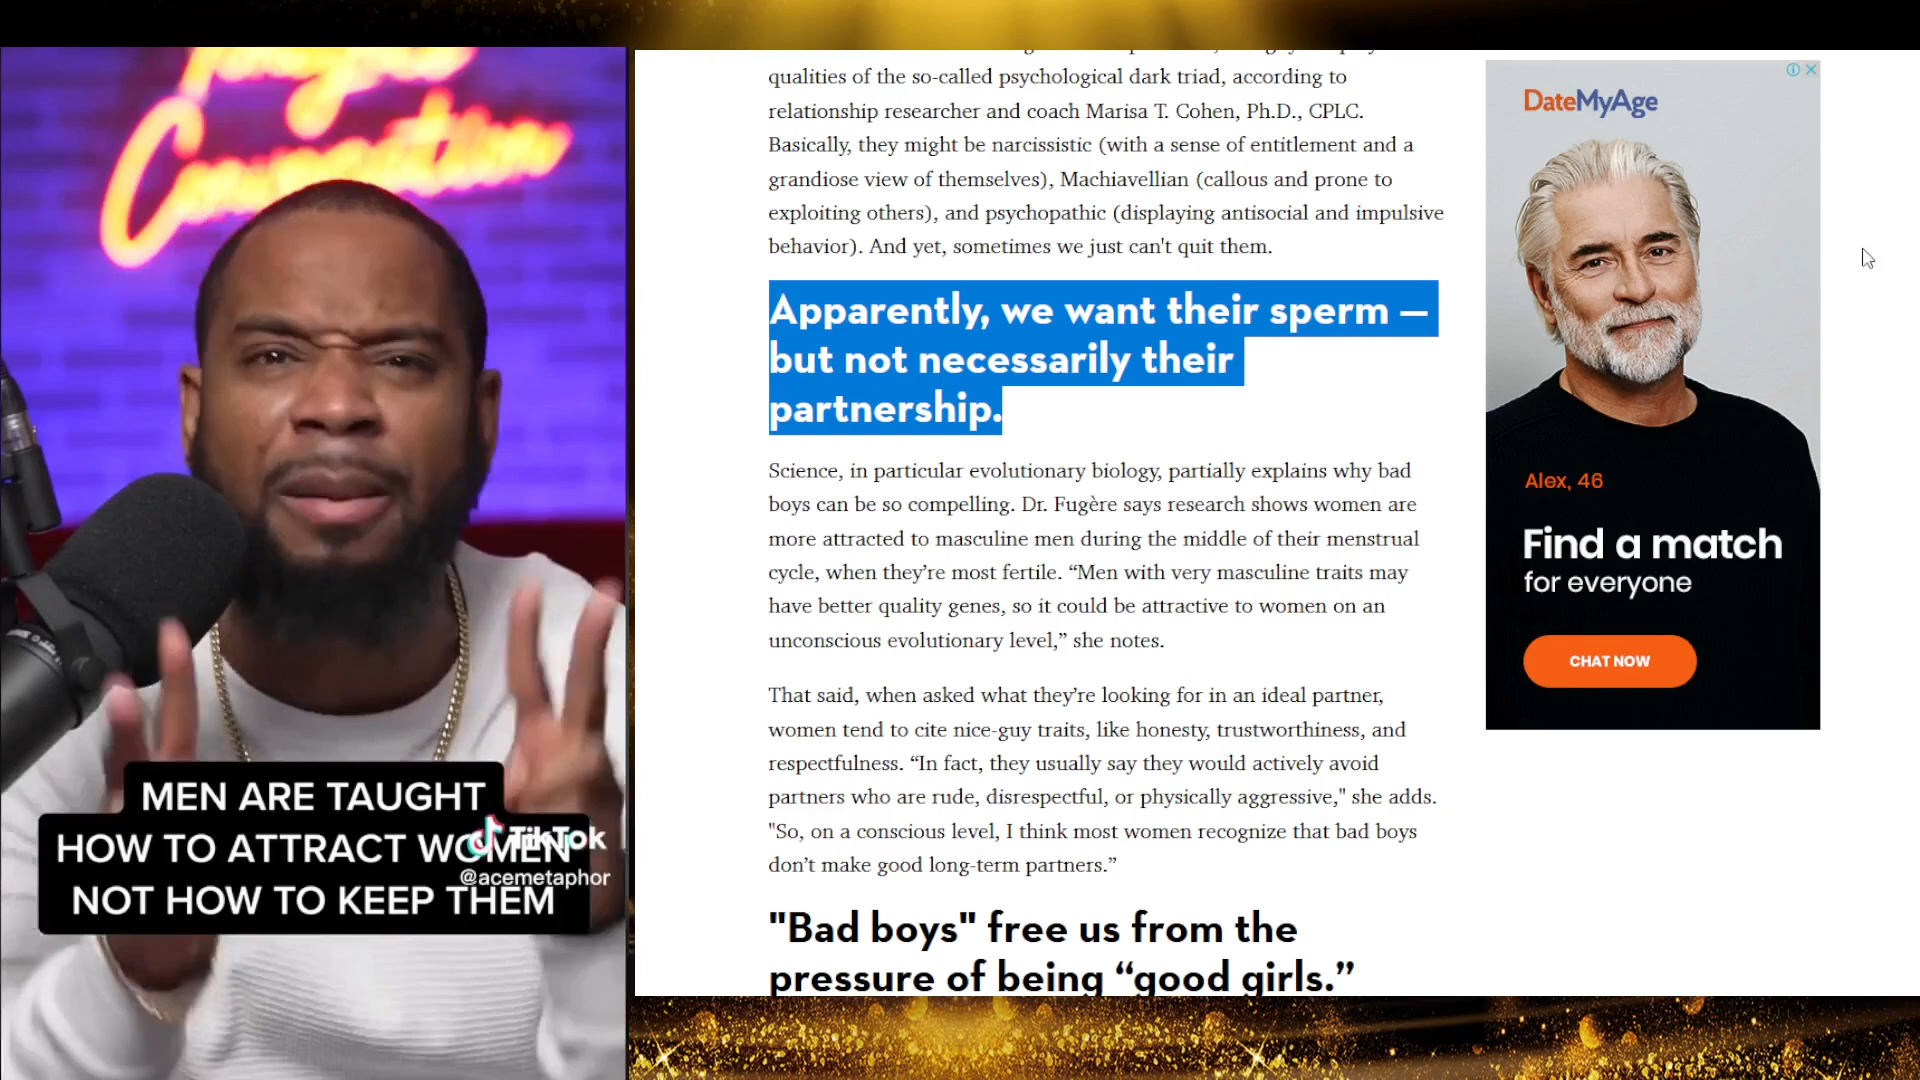 Conversation
MEN ARE TAUGHT
HOW TO ATTRACT WOMEN
NOT HOW TO KEEP THEM
TikTok
@acemetaphor
qualities of the so-called psychological dark triad, according to
relationship researcher and coach Marisa T. Cohen, Ph.D., CPLC.
Basically, they might be narcissistic (with a sense of entitlement and a
grandiose view of themselves), Machiavellian (callous and prone to
exploiting others), and psychopathic (displaying antisocial and impulsive
behavior). And yet, sometimes we just can't quit them.
Apparently, we want their sperm —
but not necessarily their
partnership.
Science, in particular evolutionary biology, partially explains why bad
boys can be so compelling. Dr. Fugère says research shows women are
more attracted to masculine men during the middle of their menstrual
cycle, when they’re most fertile. “Men with very masculine traits may
have better quality genes, so it could be attractive to women on an
unconscious evolutionary level,” she notes.
That said, when asked what they’re looking for in an ideal partner,
women tend to cite nice-guy traits, like honesty, trustworthiness, and
respectfulness. “In fact, they usually say they would actively avoid
partners who are rude, disrespectful, or physically aggressive," she adds.
"So, on a conscious level, I think most women recognize that bad boys
don’t make good long-term partners.”
"Bad boys" free us from the
pressure of being “good girls.”
DateMyAge
Alex, 46
Find a match
for everyone
CHAT NOW